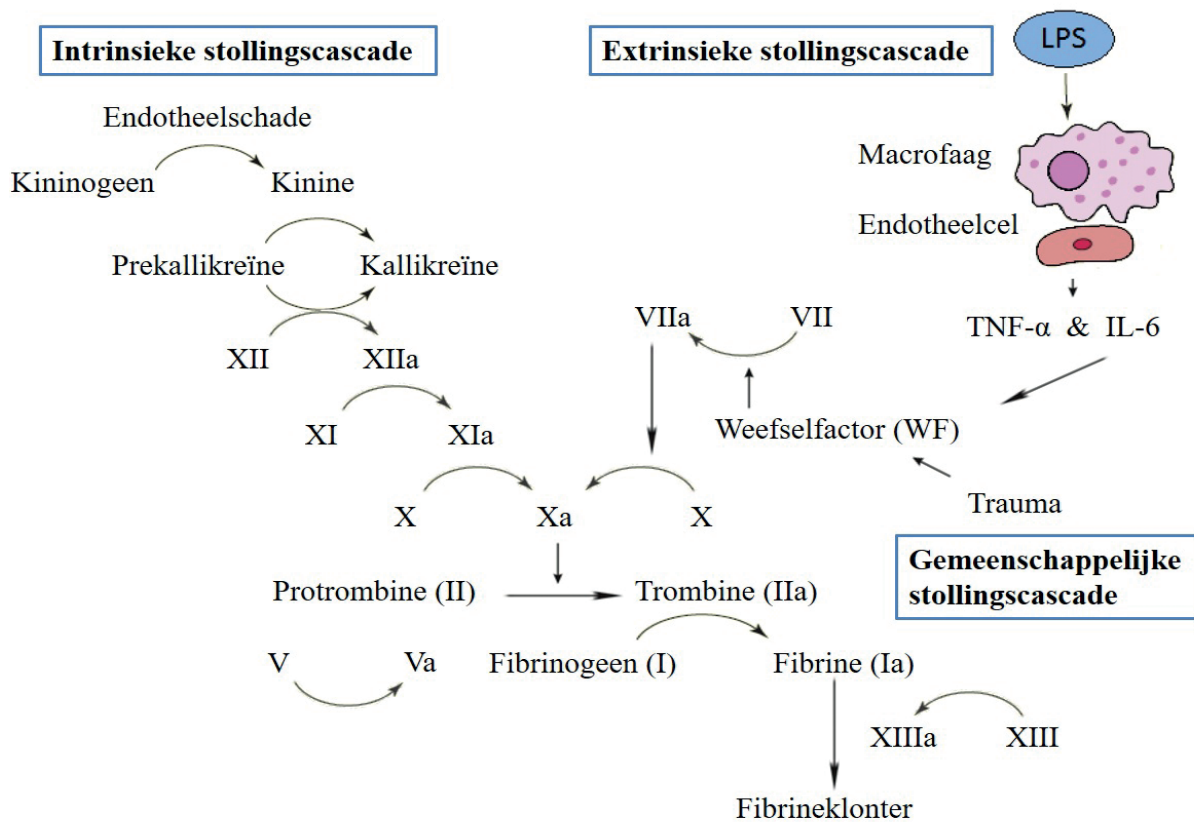 Intrinsieke stollingscascade
Extrinsieke stollingscascade
LPS
Endotheelschade
Kininogeen
Kinine
Macrofaag
Endotheelcel
Prekallikreïne
Kallikreïne
TNF-α & IL-6
VIIa
VII
XII
XIIa
Weefselfactor (WF)
XI
XIa
Trauma
X
Xa
X
Gemeenschappelijke
stollingscascade
Protrombine (II)
Trombine (IIa)
V
Va
Fibrinogeen (I)
Fibrine (Ia)
XIIIa
XIII
Fibrineklonter